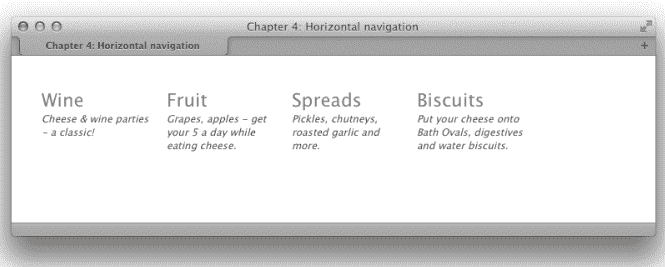 Chapter 4: Horizontal navigation
Chapter 4: Horizontal navigation
Wine
Cheese & wine parties
– a classic!
Fruit
Grapes, apples – get
your 5 a day while
eating cheese.
Spreads
Pickles, chutneys,
roasted garlic and
more.
Biscuits
Put your cheese onto
Bath Ovals, digestives
and water biscuits.